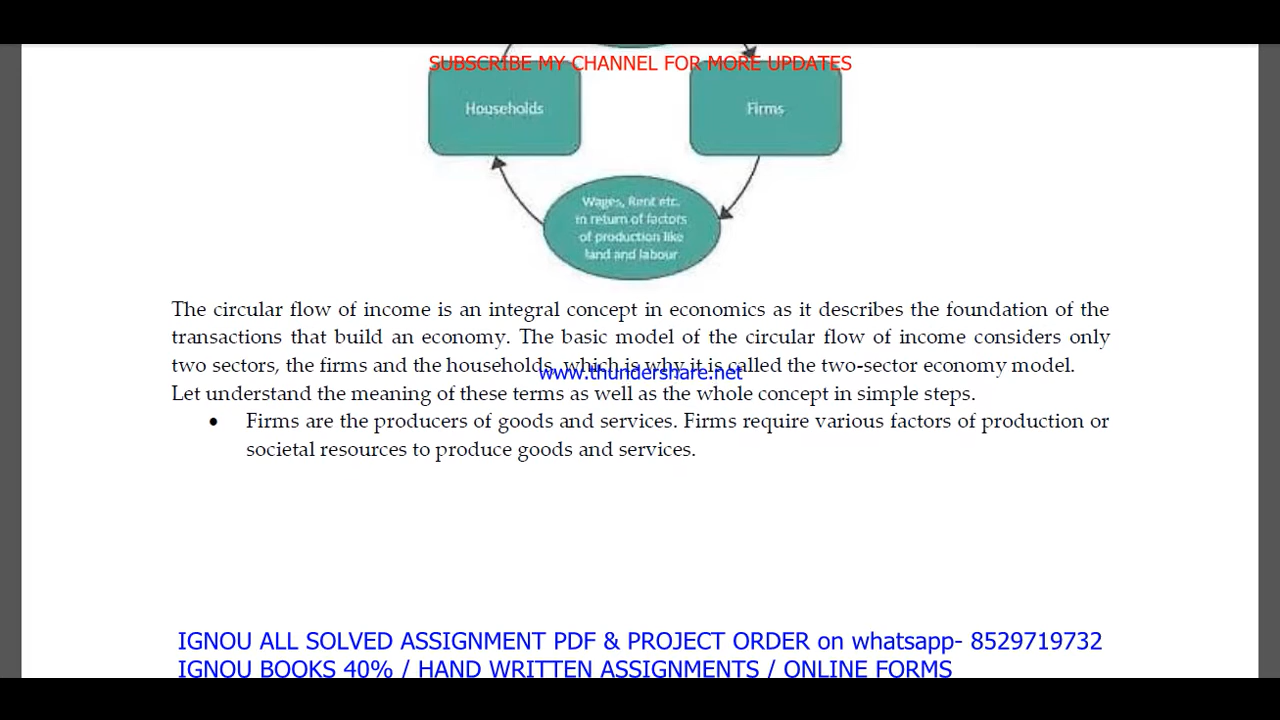 SUBSCRIBE MY CHANNEL FOR MORE UPDATES
Households
Firms
Wages, Rent etc.
in return of factors
of production like
land and labour
The circular flow of income is an integral concept in economics as it describes the foundation of the
transactions that build an economy. The basic model of the circular flow of income considers only
two sectors, the firms and the households, which is why it is called the two-sector economy model.
www.thundershare.net
Let understand the meaning of these terms as well as the whole concept in simple steps.
• Firms are the producers of goods and services. Firms require various factors of production or
societal resources to produce goods and services.
IGNOU ALL SOLVED ASSIGNMENT PDF & PROJECT ORDER on whatsapp- 8529719732
IGNOU BOOKS 40% / HAND WRITTEN ASSIGNMENTS / ONLINE FORMS